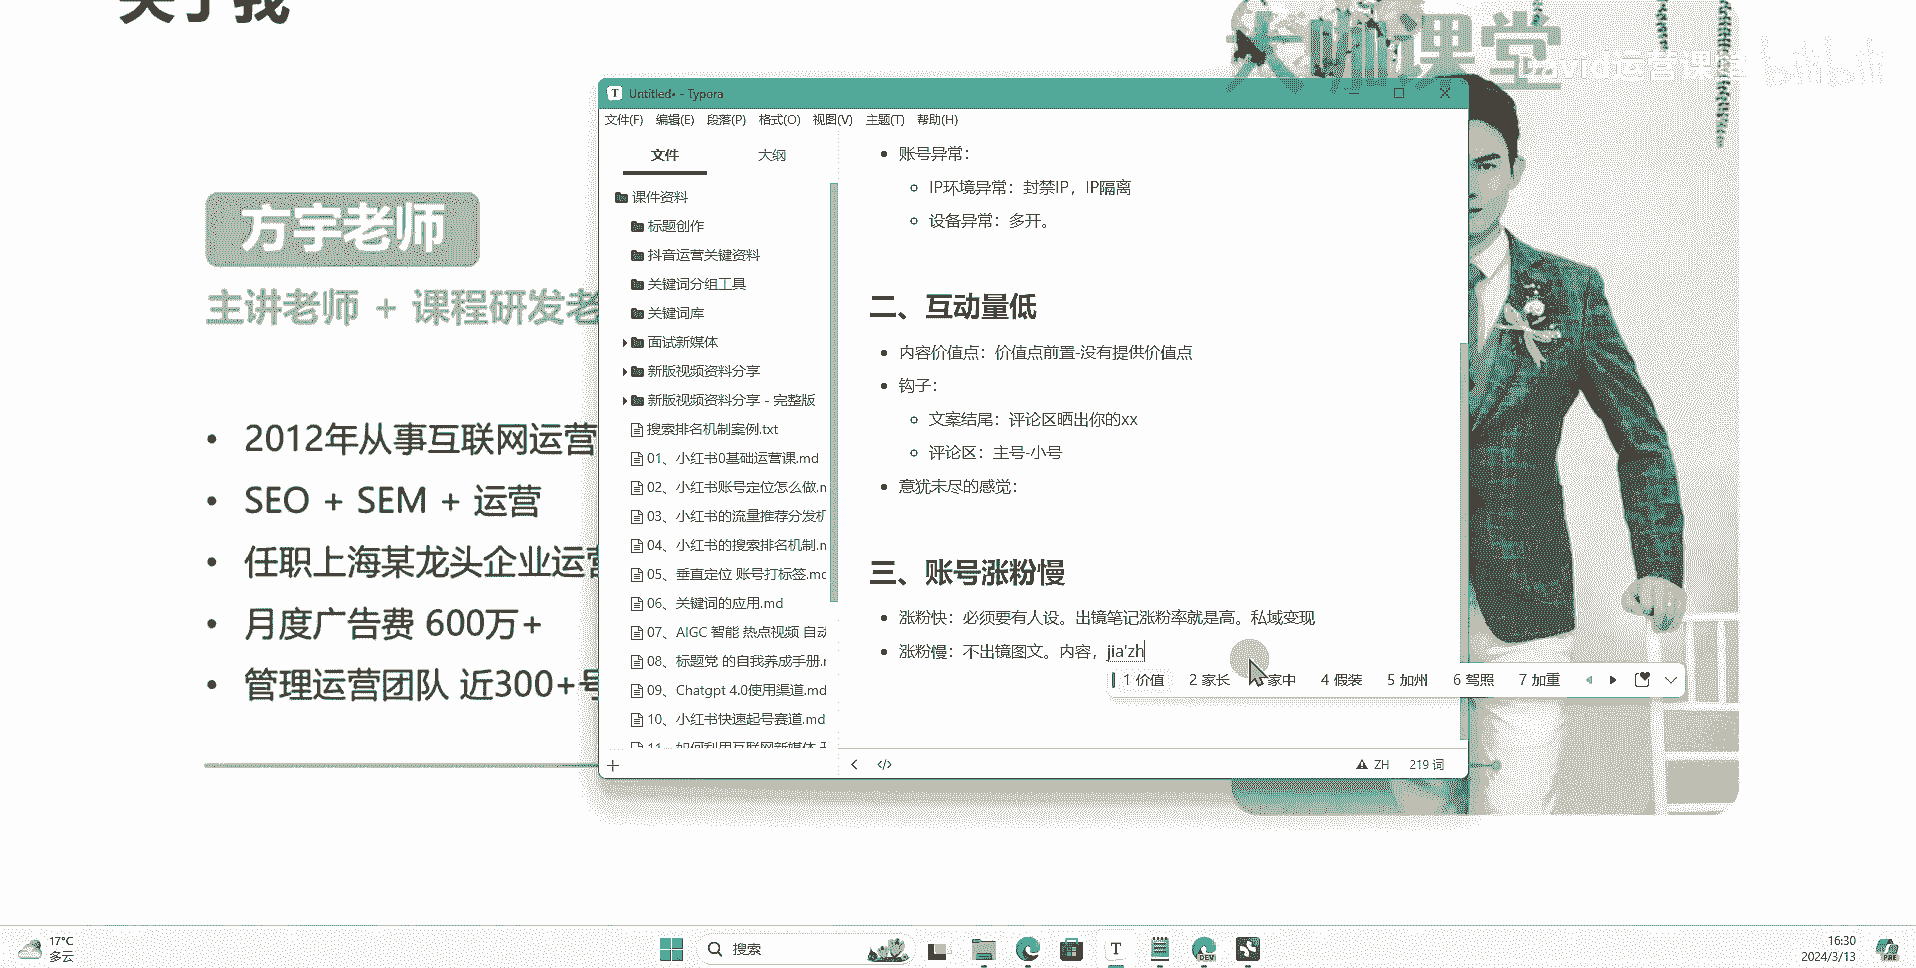 关于我
大咖课堂
David运营课堂 bilibili
方宇老师
主讲老师 + 课程研发老
2012年从事互联网运营
SEO + SEM + 运营
任职上海某龙头企业运营
月度广告费 600万+
管理运营团队 近300+号
Untitled• - Typora
文件(F) 编辑(E) 段落(P) 格式(O) 视图(V) 主题(T) 帮助(H)
文件 大纲
课件资料
标题创作
抖音运营关键资料
关键词分组工具
关键词库
面试新媒体
新版视频资料分享
新版视频资料分享 - 完整版
搜索排名机制案例.txt
01、小红书0基础运营课.md
02、小红书账号定位怎么做.m
03、小红书的流量推荐分发机
04、小红书的搜索排名机制.m
05、垂直定位 账号打标签.md
06、关键词的应用.md
07、AIGC 智能 热点视频 自动
08、标题党 的自我养成手册.m
09、Chatgpt 4.0使用渠道.md
10、小红书快速起号赛道.md
11、如何利用互联网新媒体
账号异常：
IP环境异常：封禁IP，IP隔离
设备异常：多开。
二、互动量低
内容价值点：价值点前置-没有提供价值点
钩子：
文案结尾：评论区晒出你的xx
评论区：主号-小号
意犹未尽的感觉：
三、账号涨粉慢
涨粉快：必须要有人设。出镜笔记涨粉率就是高。私域变现
涨粉慢：不出镜图文。内容，jia'zh
1 价值 2 家长 家中 4 假装 5 加州 6 驾照 7 加重
ZH 219 词
17°C
多云
搜索
DEV
16:30
2024/3/13
PRE